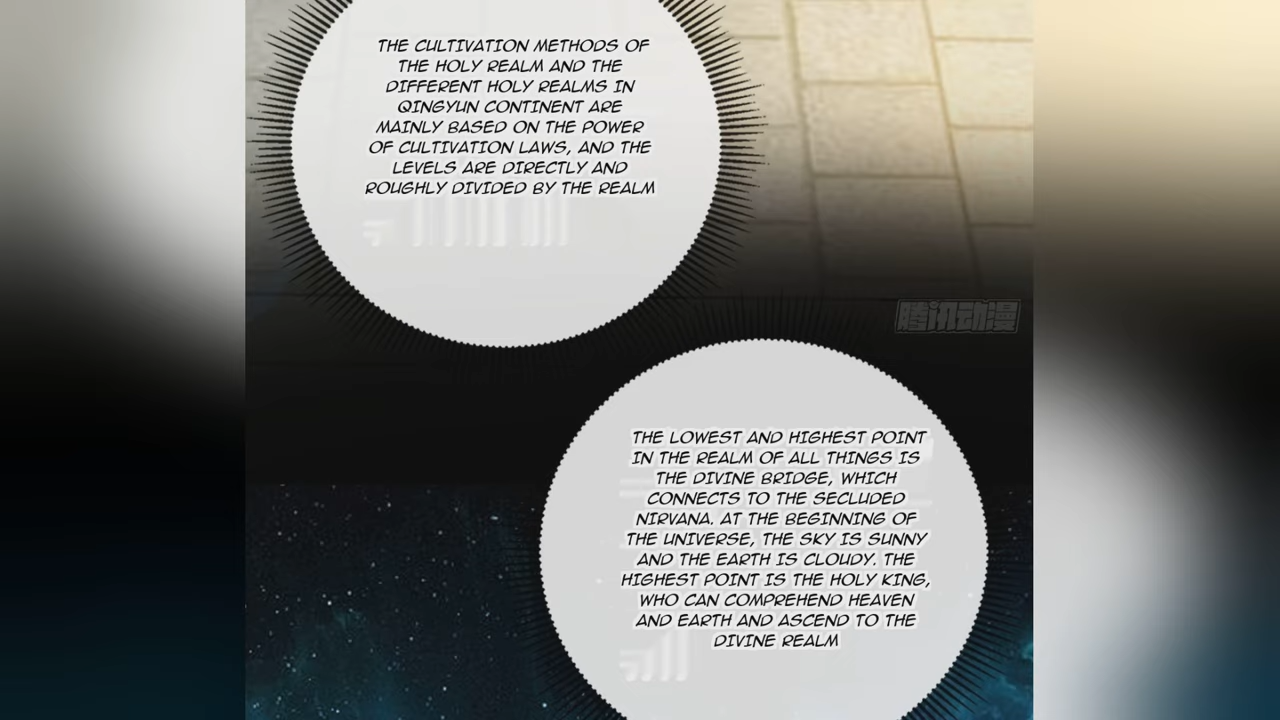 THE CULTIVATION METHODS OF
THE HOLY REALM AND THE
DIFFERENT HOLY REALMS IN
QINGYUN CONTINENT ARE
MAINLY BASED ON THE POWER
OF CULTIVATION LAWS, AND THE
LEVELS ARE DIRECTLY AND
ROUGHLY DIVIDED BY THE REALM
腾讯动漫
THE LOWEST AND HIGHEST POINT
IN THE REALM OF ALL THINGS IS
THE DIVINE BRIDGE, WHICH
CONNECTS TO THE SECLUDED
NIRVANA. AT THE BEGINNING OF
THE UNIVERSE, THE SKY IS SUNNY
AND THE EARTH IS CLOUDY. THE
HIGHEST POINT IS THE HOLY KING,
WHO CAN COMPREHEND HEAVEN
AND EARTH AND ASCEND TO THE
DIVINE REALM